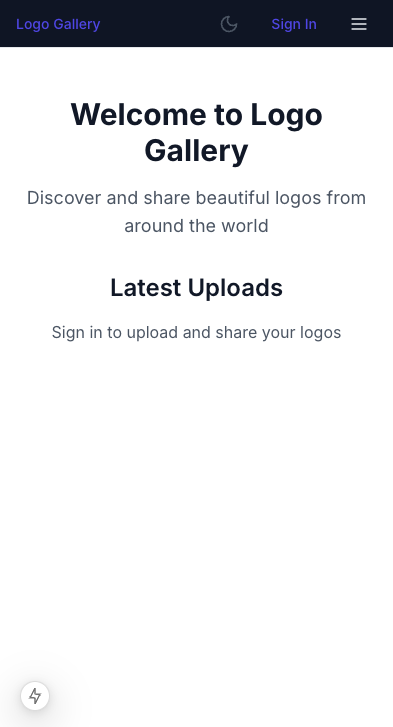 Logo Gallery
Sign In
Welcome to Logo
Gallery
Discover and share beautiful logos from
around the world
Latest Uploads
Sign in to upload and share your logos